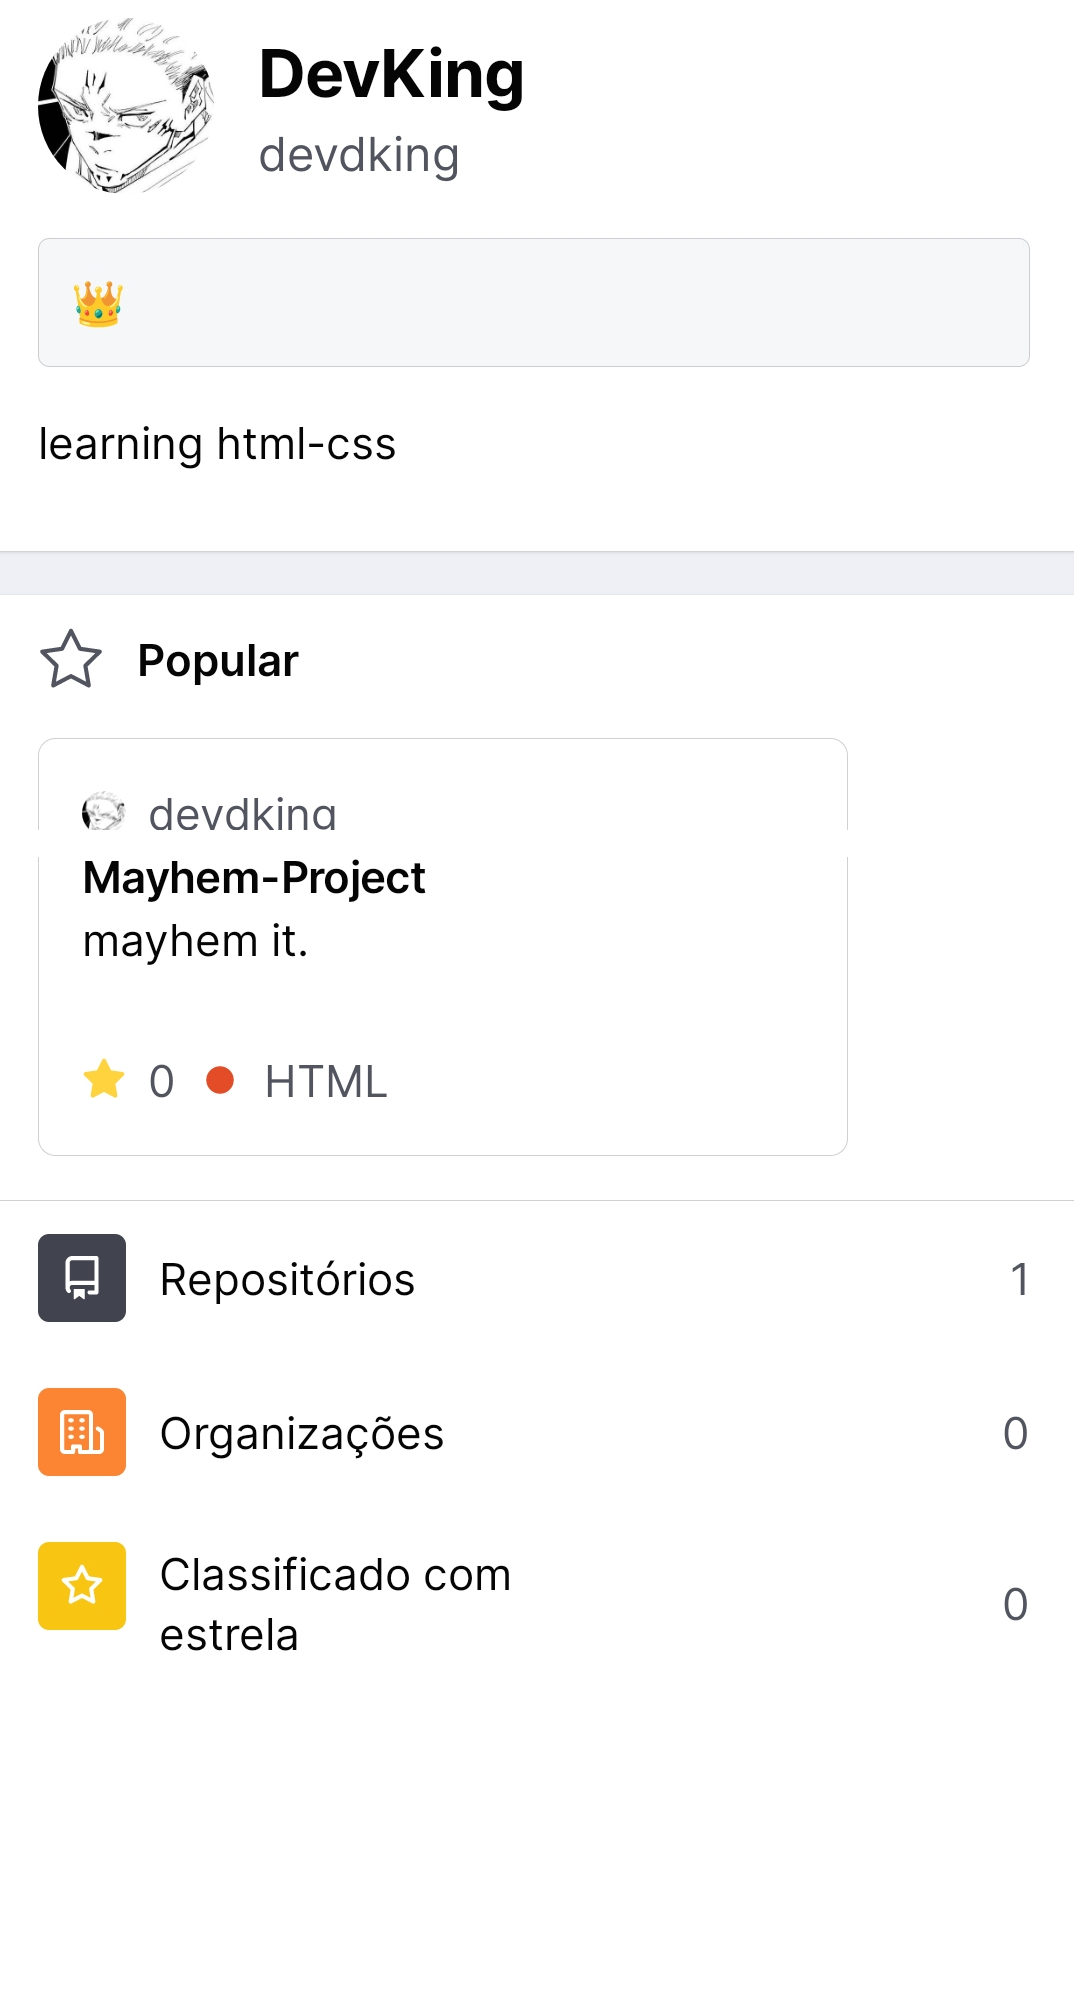 DevKing
devdking
👑
learning html-css
Popular
devdking
Mayhem-Project
mayhem it.
0 HTML
Repositórios 1
Organizações 0
Classificado com
estrela 0